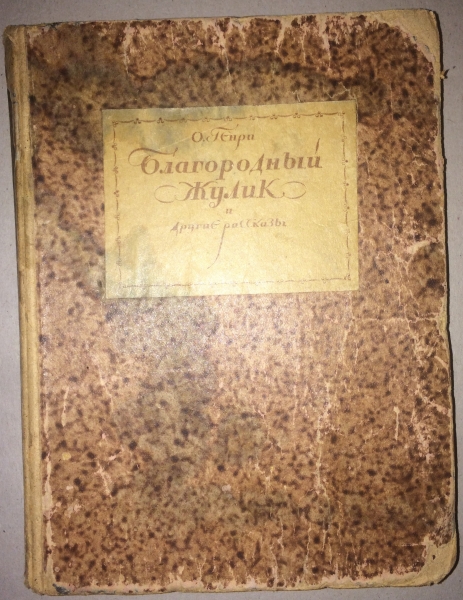 О. Генри
Благородный
жулик
и
другие рассказы